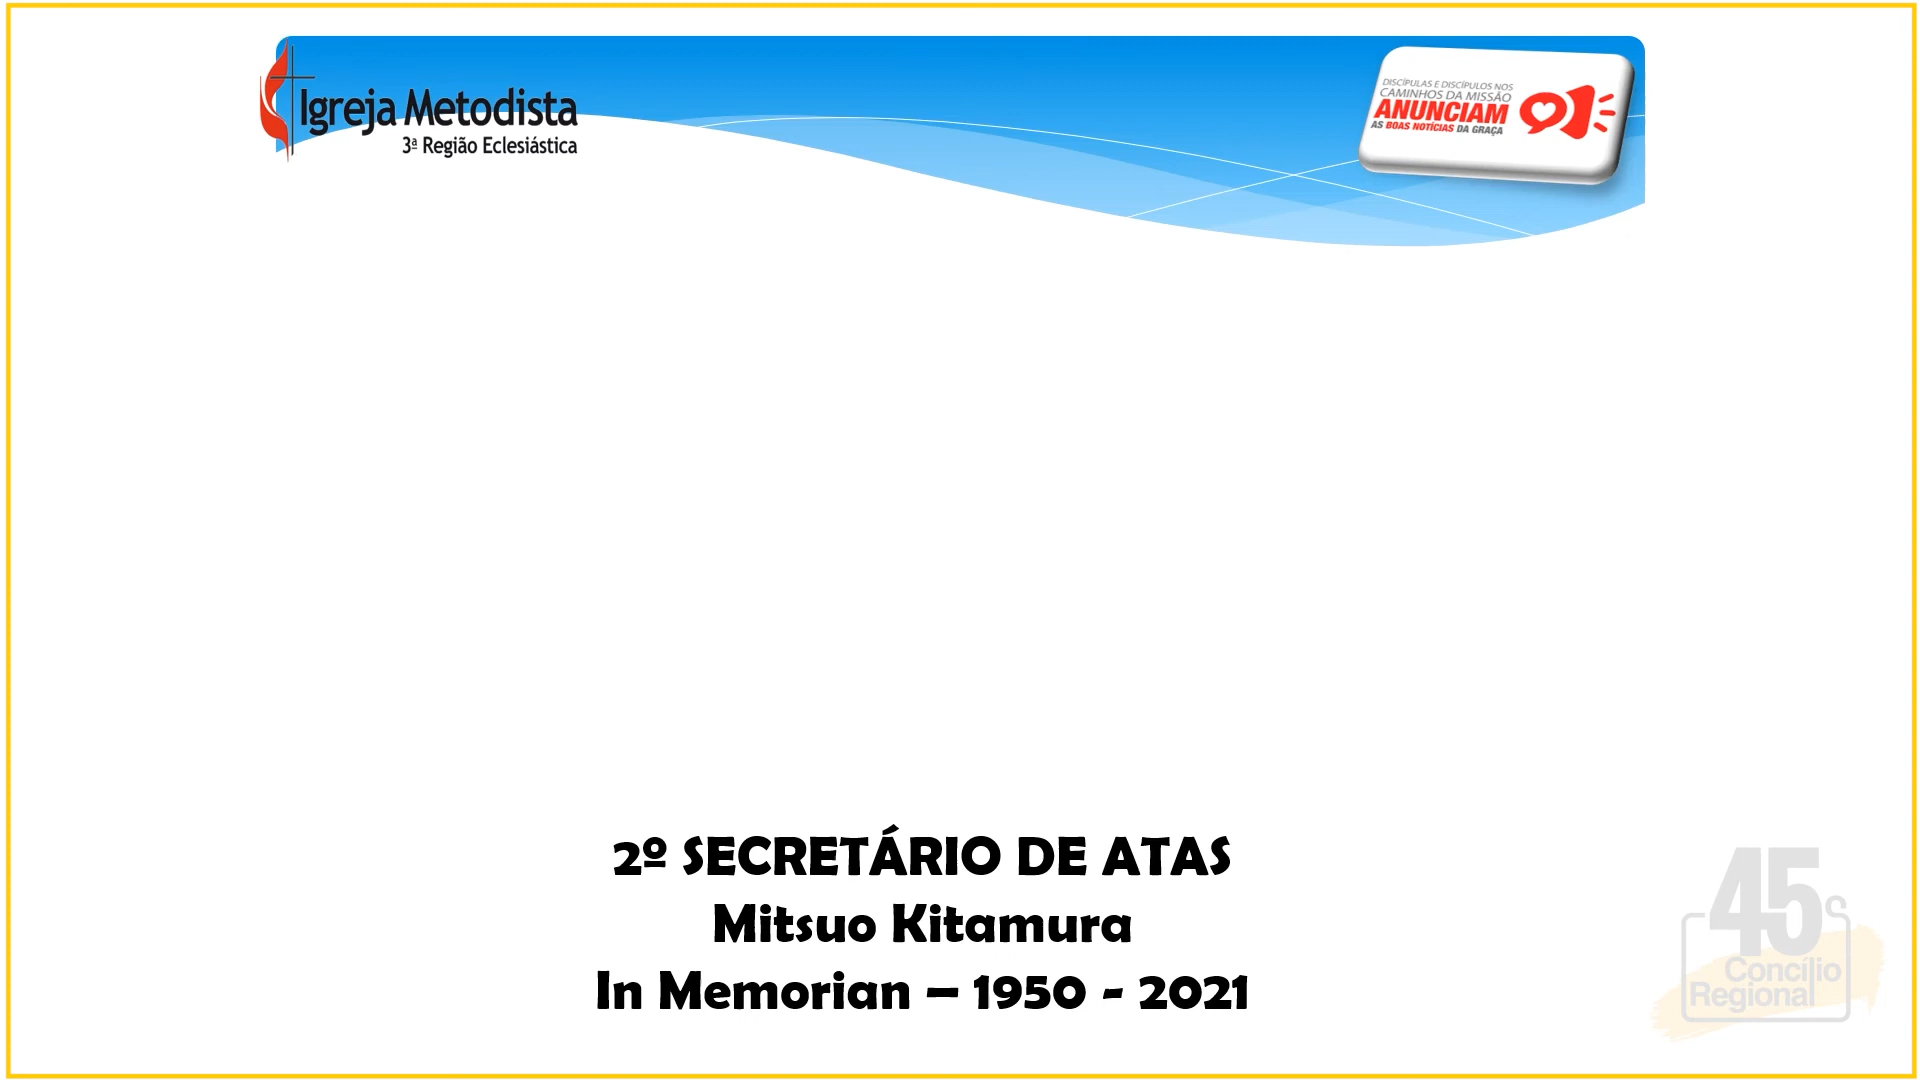 Igreja Metodista
3ª Região Eclesiástica
DISCÍPULAS E DISCÍPULOS NOS
CAMINHOS DA MISSÃO
ANUNCIAM
AS BOAS NOTÍCIAS DA GRAÇA
2º SECRETÁRIO DE ATAS
Mitsuo Kitamura
In Memorian – 1950 - 2021
45º
Concílio
Regional